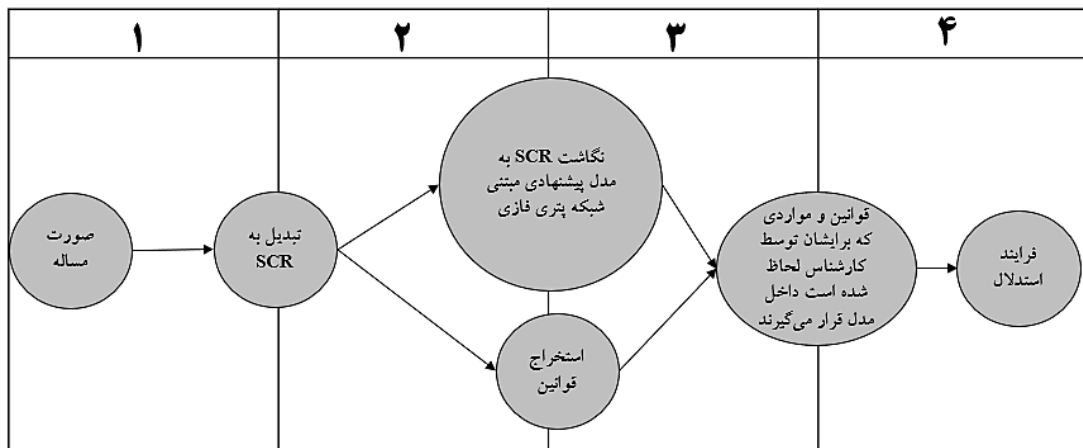 ۱
۲
۳
۴
صورت
مساله
تبدیل به
SCR
نگاشت SCR به
مدل پیشنهادی مبتنی
شبکه پتری فازی
استخراج
قوانین
قوانین و مواردی
که برایشان توسط
کارشناس لحاظ
شده است داخل
مدل قرار می‌گیرند
فرایند
استدلال